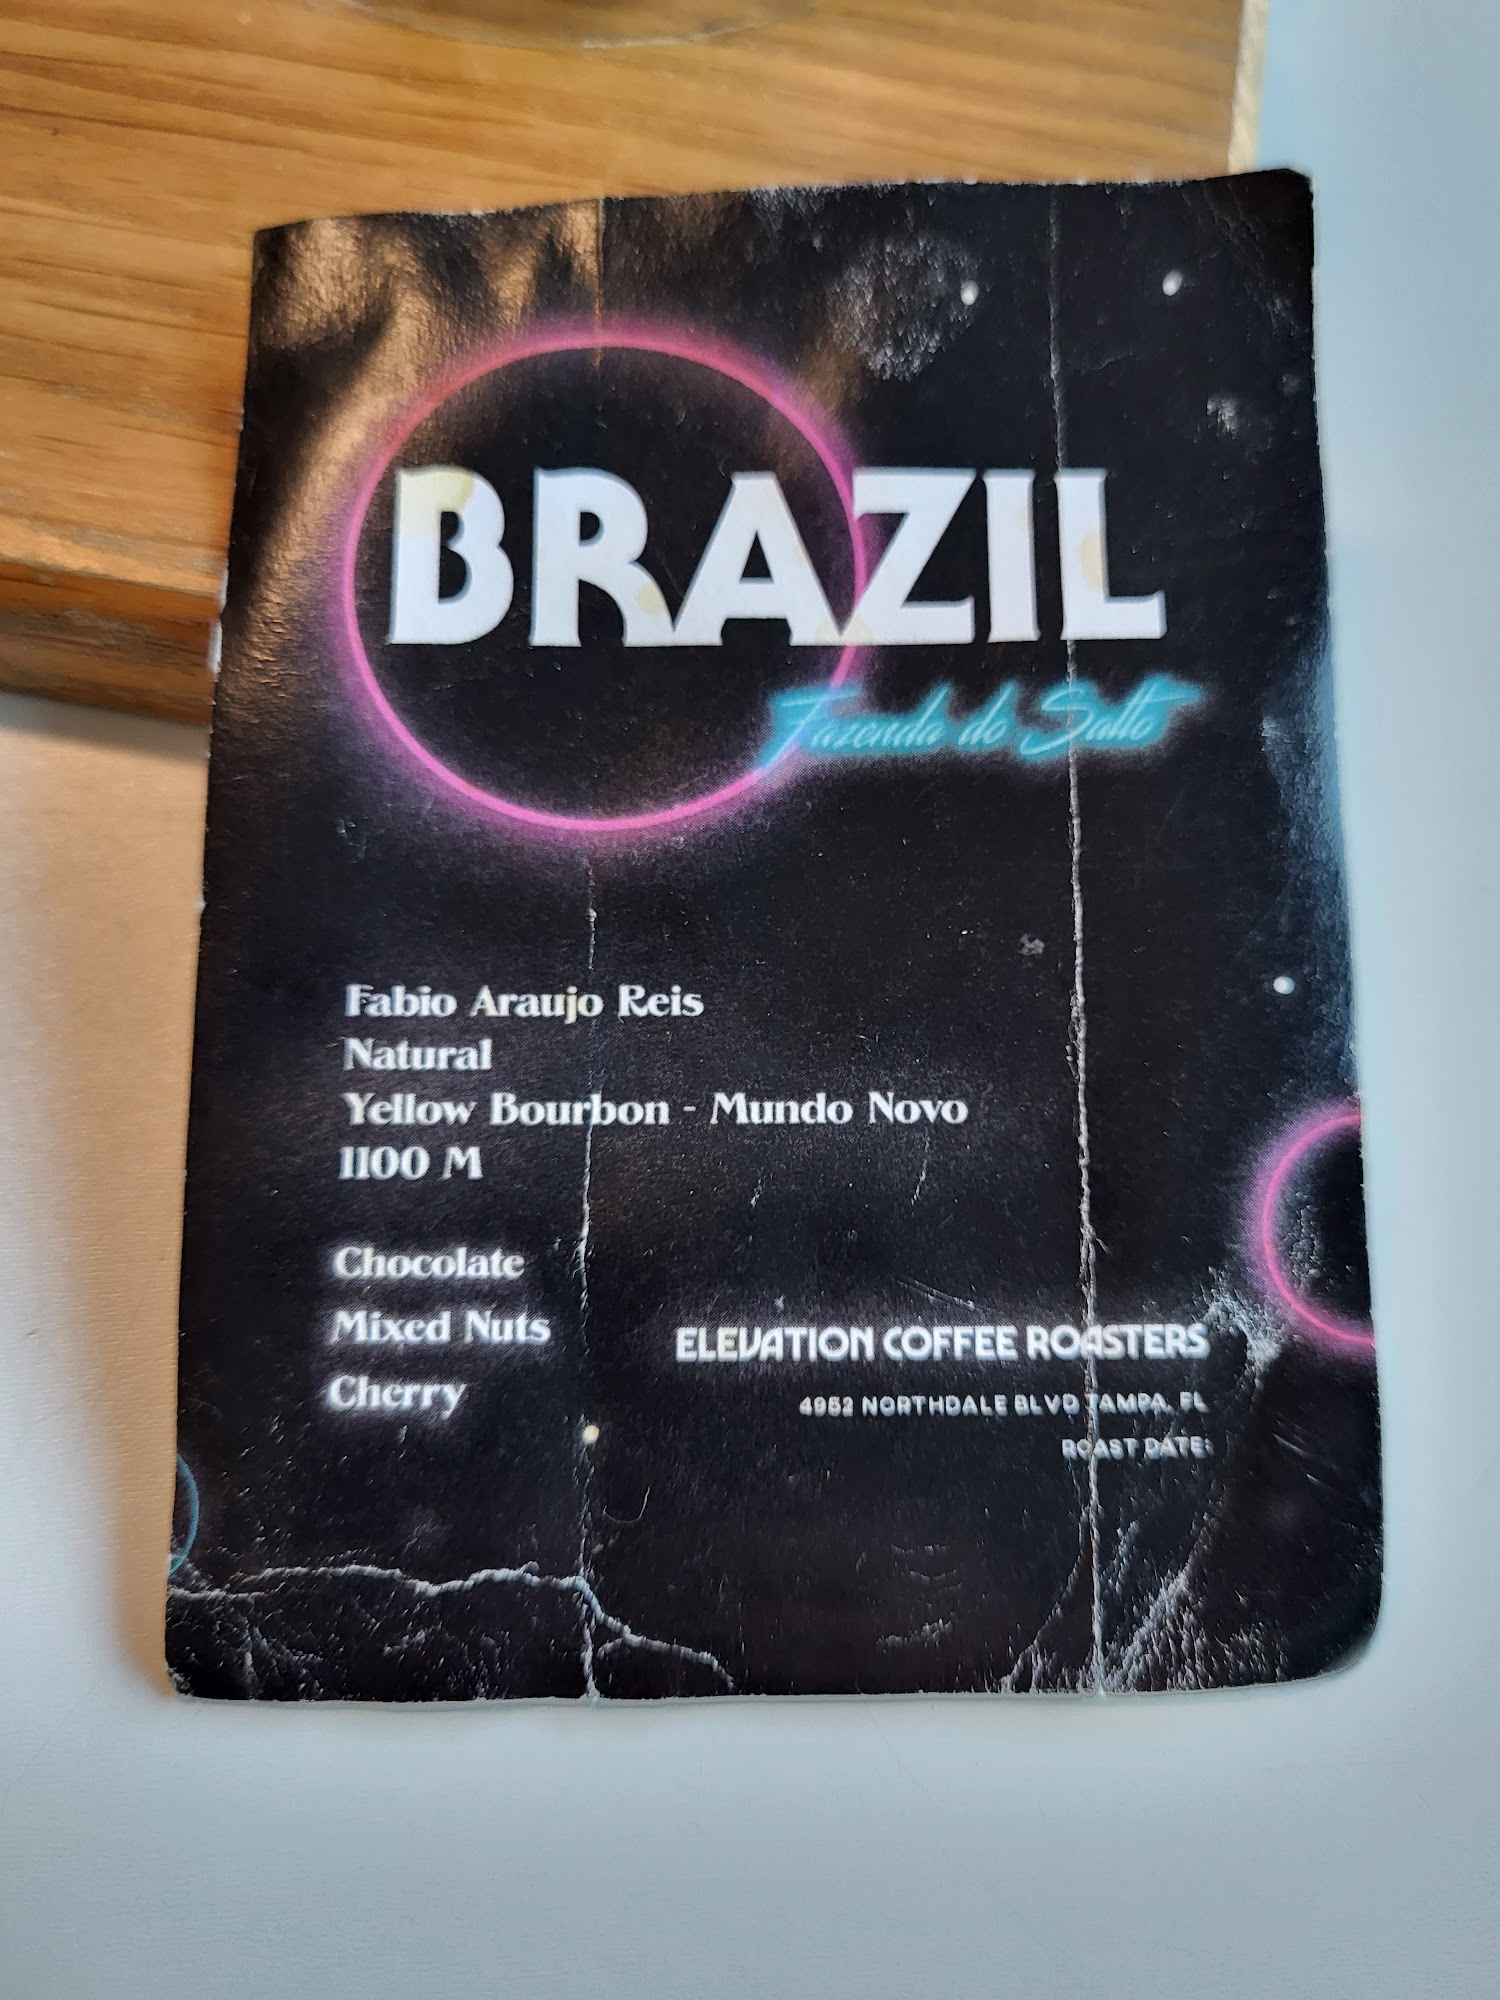 BRAZIL
Fazenda do Salto
Fabio Araujo Reis
Natural
Yellow Bourbon - Mundo Novo
1100 M
Chocolate
Mixed Nuts
Cherry
ELEVATION COFFEE ROASTERS
4952 NORTHDALE BLVD TAMPA, FL
ROAST DATE: